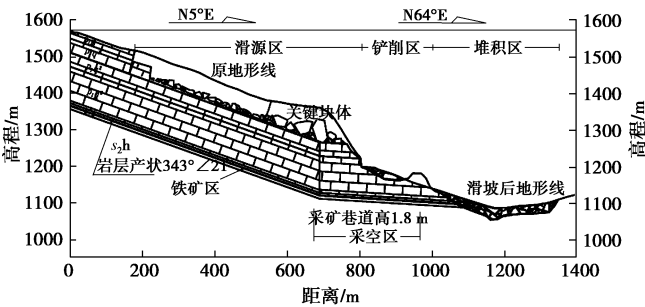 N5°E
N64°E
1600
1500
1400
1300
1200
1100
1000
高程/m
滑源区
铲削区
堆积区
原地形线
关键块体
s₂h
岩层产状343°∠21°
铁矿区
滑坡后地形线
采矿巷道高1.8 m
采空区
1600
1500
1400
1300
1200
1100
1000
高程/m
0
200
400
600
800
1000
1200
1400
距离/m